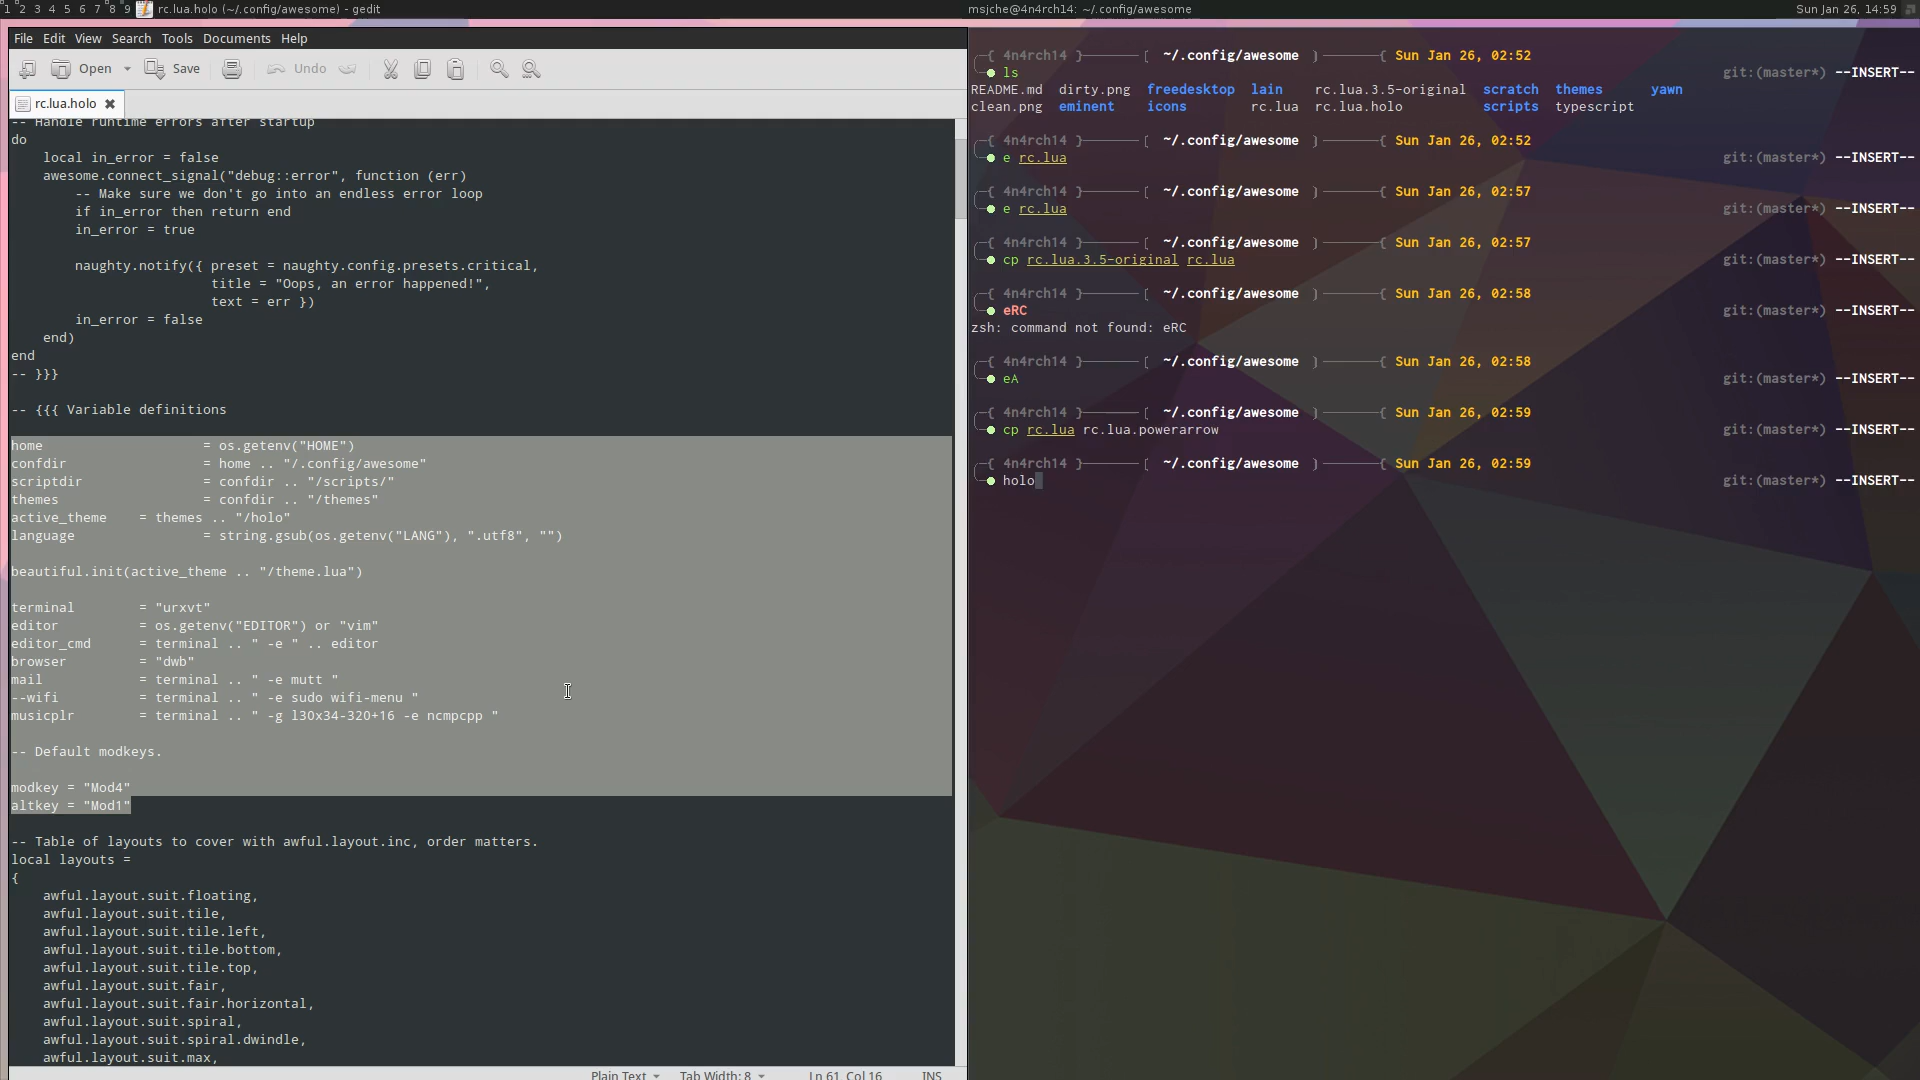 1 2 3 4 5 6 7 8 9 rc.lua.holo (~/.config/awesome) - gedit
msjche@4n4rch14: ~/.config/awesome
Sun Jan 26, 14:59
File Edit View Search Tools Documents Help
Open Save Undo
rc.lua.holo
-- Handle runtime errors after startup
do
    local in_error = false
    awesome.connect_signal("debug::error", function (err)
        -- Make sure we don't go into an endless error loop
        if in_error then return end
        in_error = true
        naughty.notify({ preset = naughty.config.presets.critical,
                         title = "Oops, an error happened!",
                         text = err })
        in_error = false
    end)
end
-- }}}
-- {{{ Variable definitions
home                    = os.getenv("HOME")
confdir                 = home .. "/.config/awesome"
scriptdir               = confdir .. "/scripts/"
themes                  = confdir .. "/themes"
active_theme    = themes .. "/holo"
language                = string.gsub(os.getenv("LANG"), ".utf8", "")
beautiful.init(active_theme .. "/theme.lua")
terminal        = "urxvt"
editor          = os.getenv("EDITOR") or "vim"
editor_cmd      = terminal .. " -e " .. editor
browser         = "dwb"
mail            = terminal .. " -e mutt "
--wifi          = terminal .. " -e sudo wifi-menu "
musicplr        = terminal .. " -g 130x34-320+16 -e ncmpcpp "
-- Default modkeys.
modkey = "Mod4"
altkey = "Mod1"
-- Table of layouts to cover with awful.layout.inc, order matters.
local layouts =
{
    awful.layout.suit.floating,
    awful.layout.suit.tile,
    awful.layout.suit.tile.left,
    awful.layout.suit.tile.bottom,
    awful.layout.suit.tile.top,
    awful.layout.suit.fair,
    awful.layout.suit.fair.horizontal,
    awful.layout.suit.spiral,
    awful.layout.suit.spiral.dwindle,
    awful.layout.suit.max,
Plain Text Tab Width: 8 Ln 61, Col 16 INS
{ 4n4rch14 } [ ~/.config/awesome ] { Sun Jan 26, 02:52
ls git:(master*) --INSERT--
README.md dirty.png freedesktop lain rc.lua.3.5-original scratch themes yawn
clean.png eminent icons rc.lua rc.lua.holo scripts typescript
{ 4n4rch14 } [ ~/.config/awesome ] { Sun Jan 26, 02:52
e rc.lua git:(master*) --INSERT--
{ 4n4rch14 } [ ~/.config/awesome ] { Sun Jan 26, 02:57
e rc.lua git:(master*) --INSERT--
{ 4n4rch14 } [ ~/.config/awesome ] { Sun Jan 26, 02:57
cp rc.lua.3.5-original rc.lua git:(master*) --INSERT--
{ 4n4rch14 } [ ~/.config/awesome ] { Sun Jan 26, 02:58
eRC git:(master*) --INSERT--
zsh: command not found: eRC
{ 4n4rch14 } [ ~/.config/awesome ] { Sun Jan 26, 02:58
eA git:(master*) --INSERT--
{ 4n4rch14 } [ ~/.config/awesome ] { Sun Jan 26, 02:59
cp rc.lua rc.lua.powerarrow git:(master*) --INSERT--
{ 4n4rch14 } [ ~/.config/awesome ] { Sun Jan 26, 02:59
holo git:(master*) --INSERT--